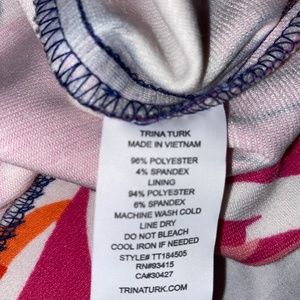 TRINA TURK
MADE IN VIETNAM
96% POLYESTER
4% SPANDEX
LINING
94% POLYESTER
6% SPANDEX
MACHINE WASH COLD
LINE DRY
DO NOT BLEACH
COOL IRON IF NEEDED
STYLE# TT184505
RN#93415
CA#30427
TRINATURK.COM